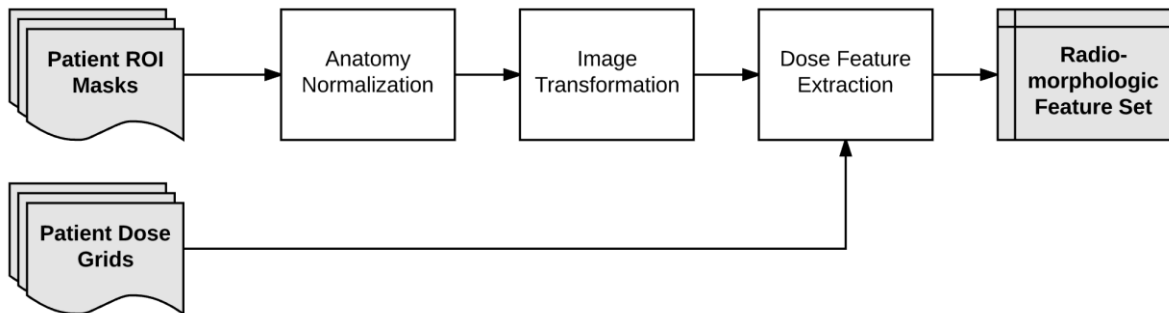 Patient ROI
Masks
Anatomy
Normalization
Image
Transformation
Dose Feature
Extraction
Radio-
morphologic
Feature Set
Patient Dose
Grids